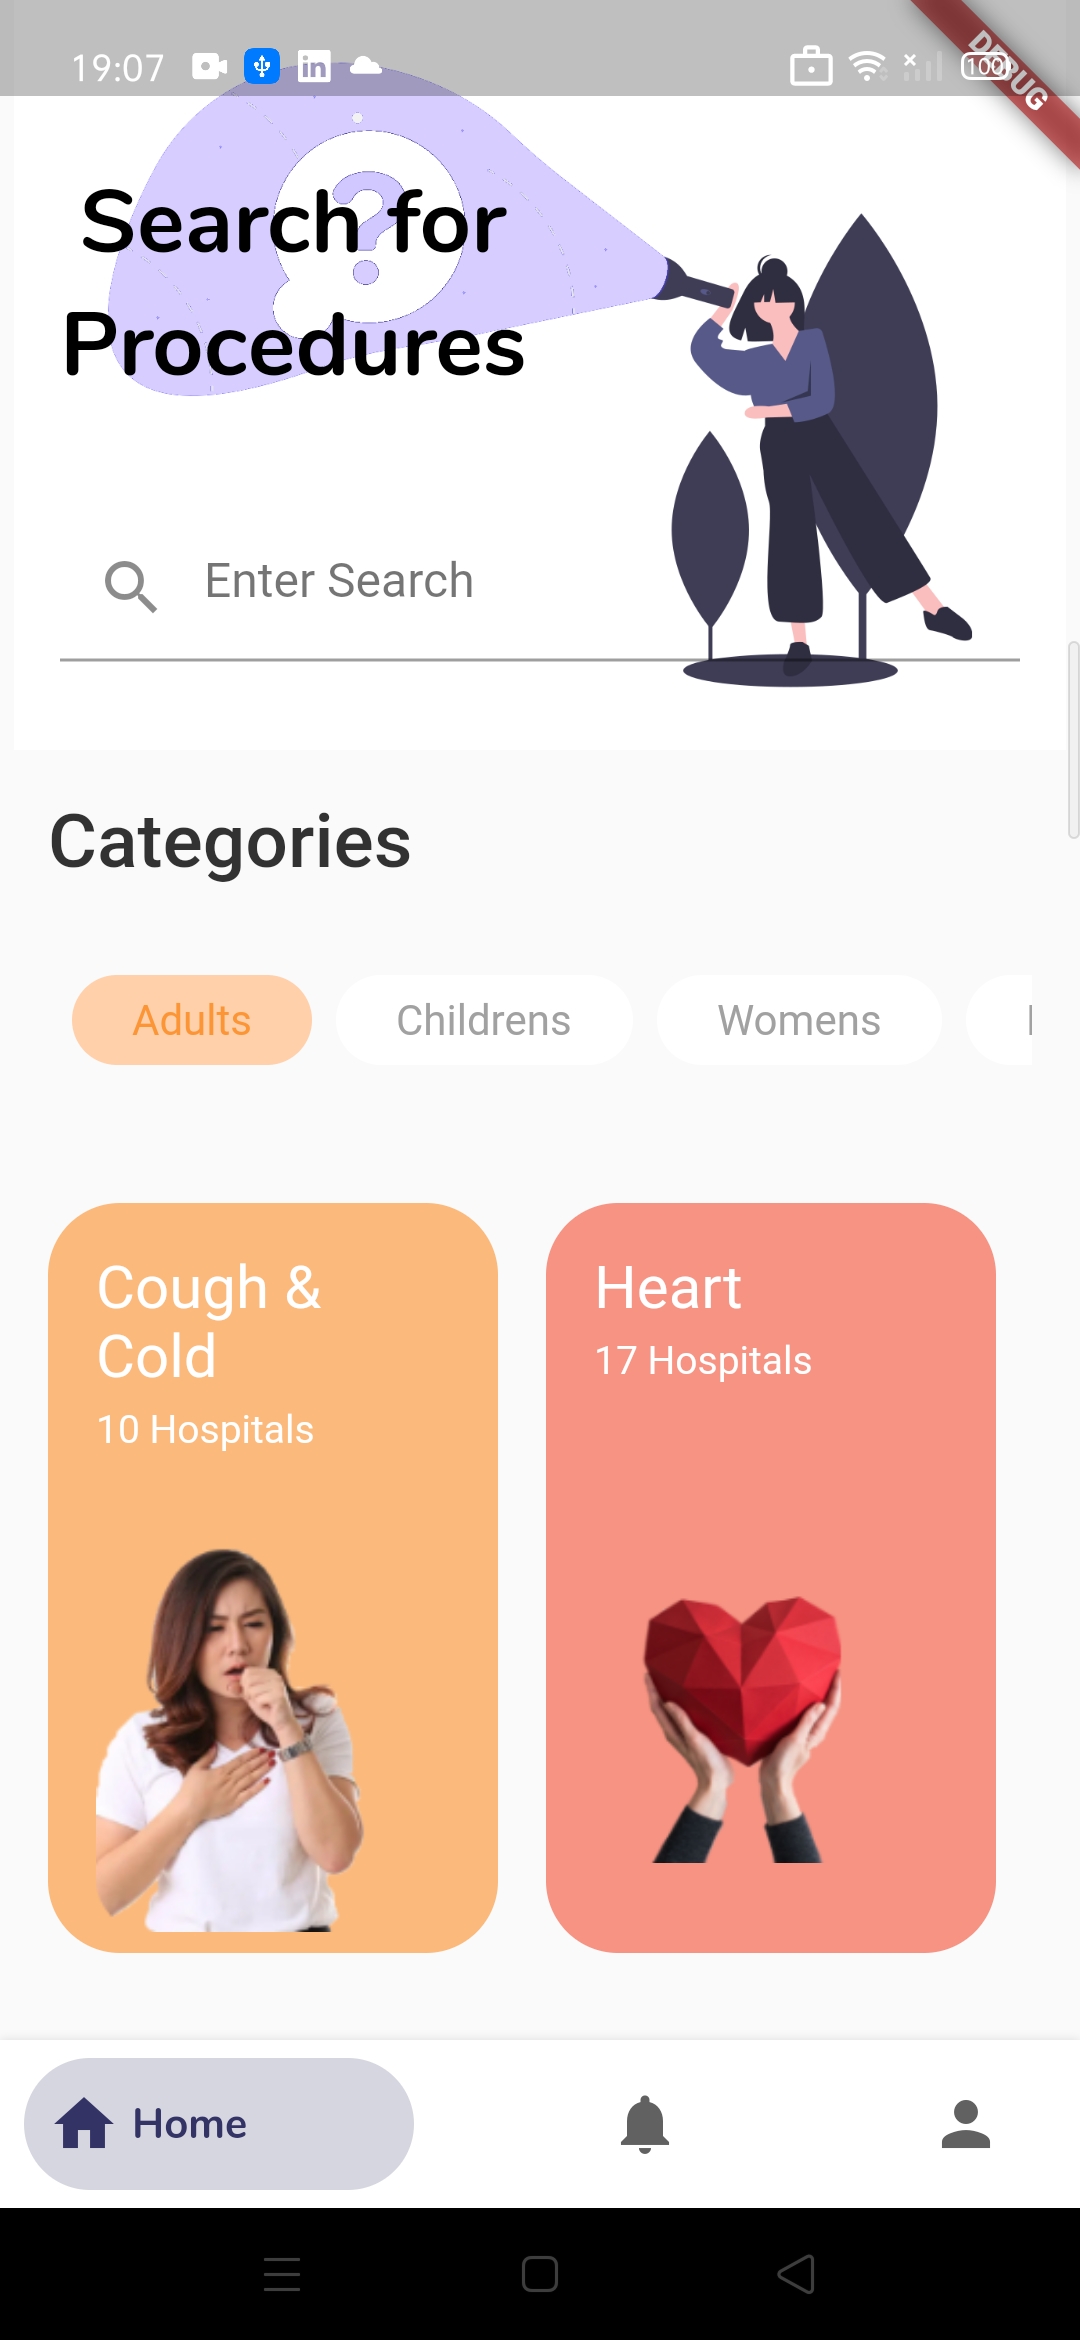 19:07
in
100
DEBUG
?
Search for
Procedures
Enter Search
Categories
Adults
Childrens
Womens
Cough &
Cold
10 Hospitals
Heart
17 Hospitals
Home